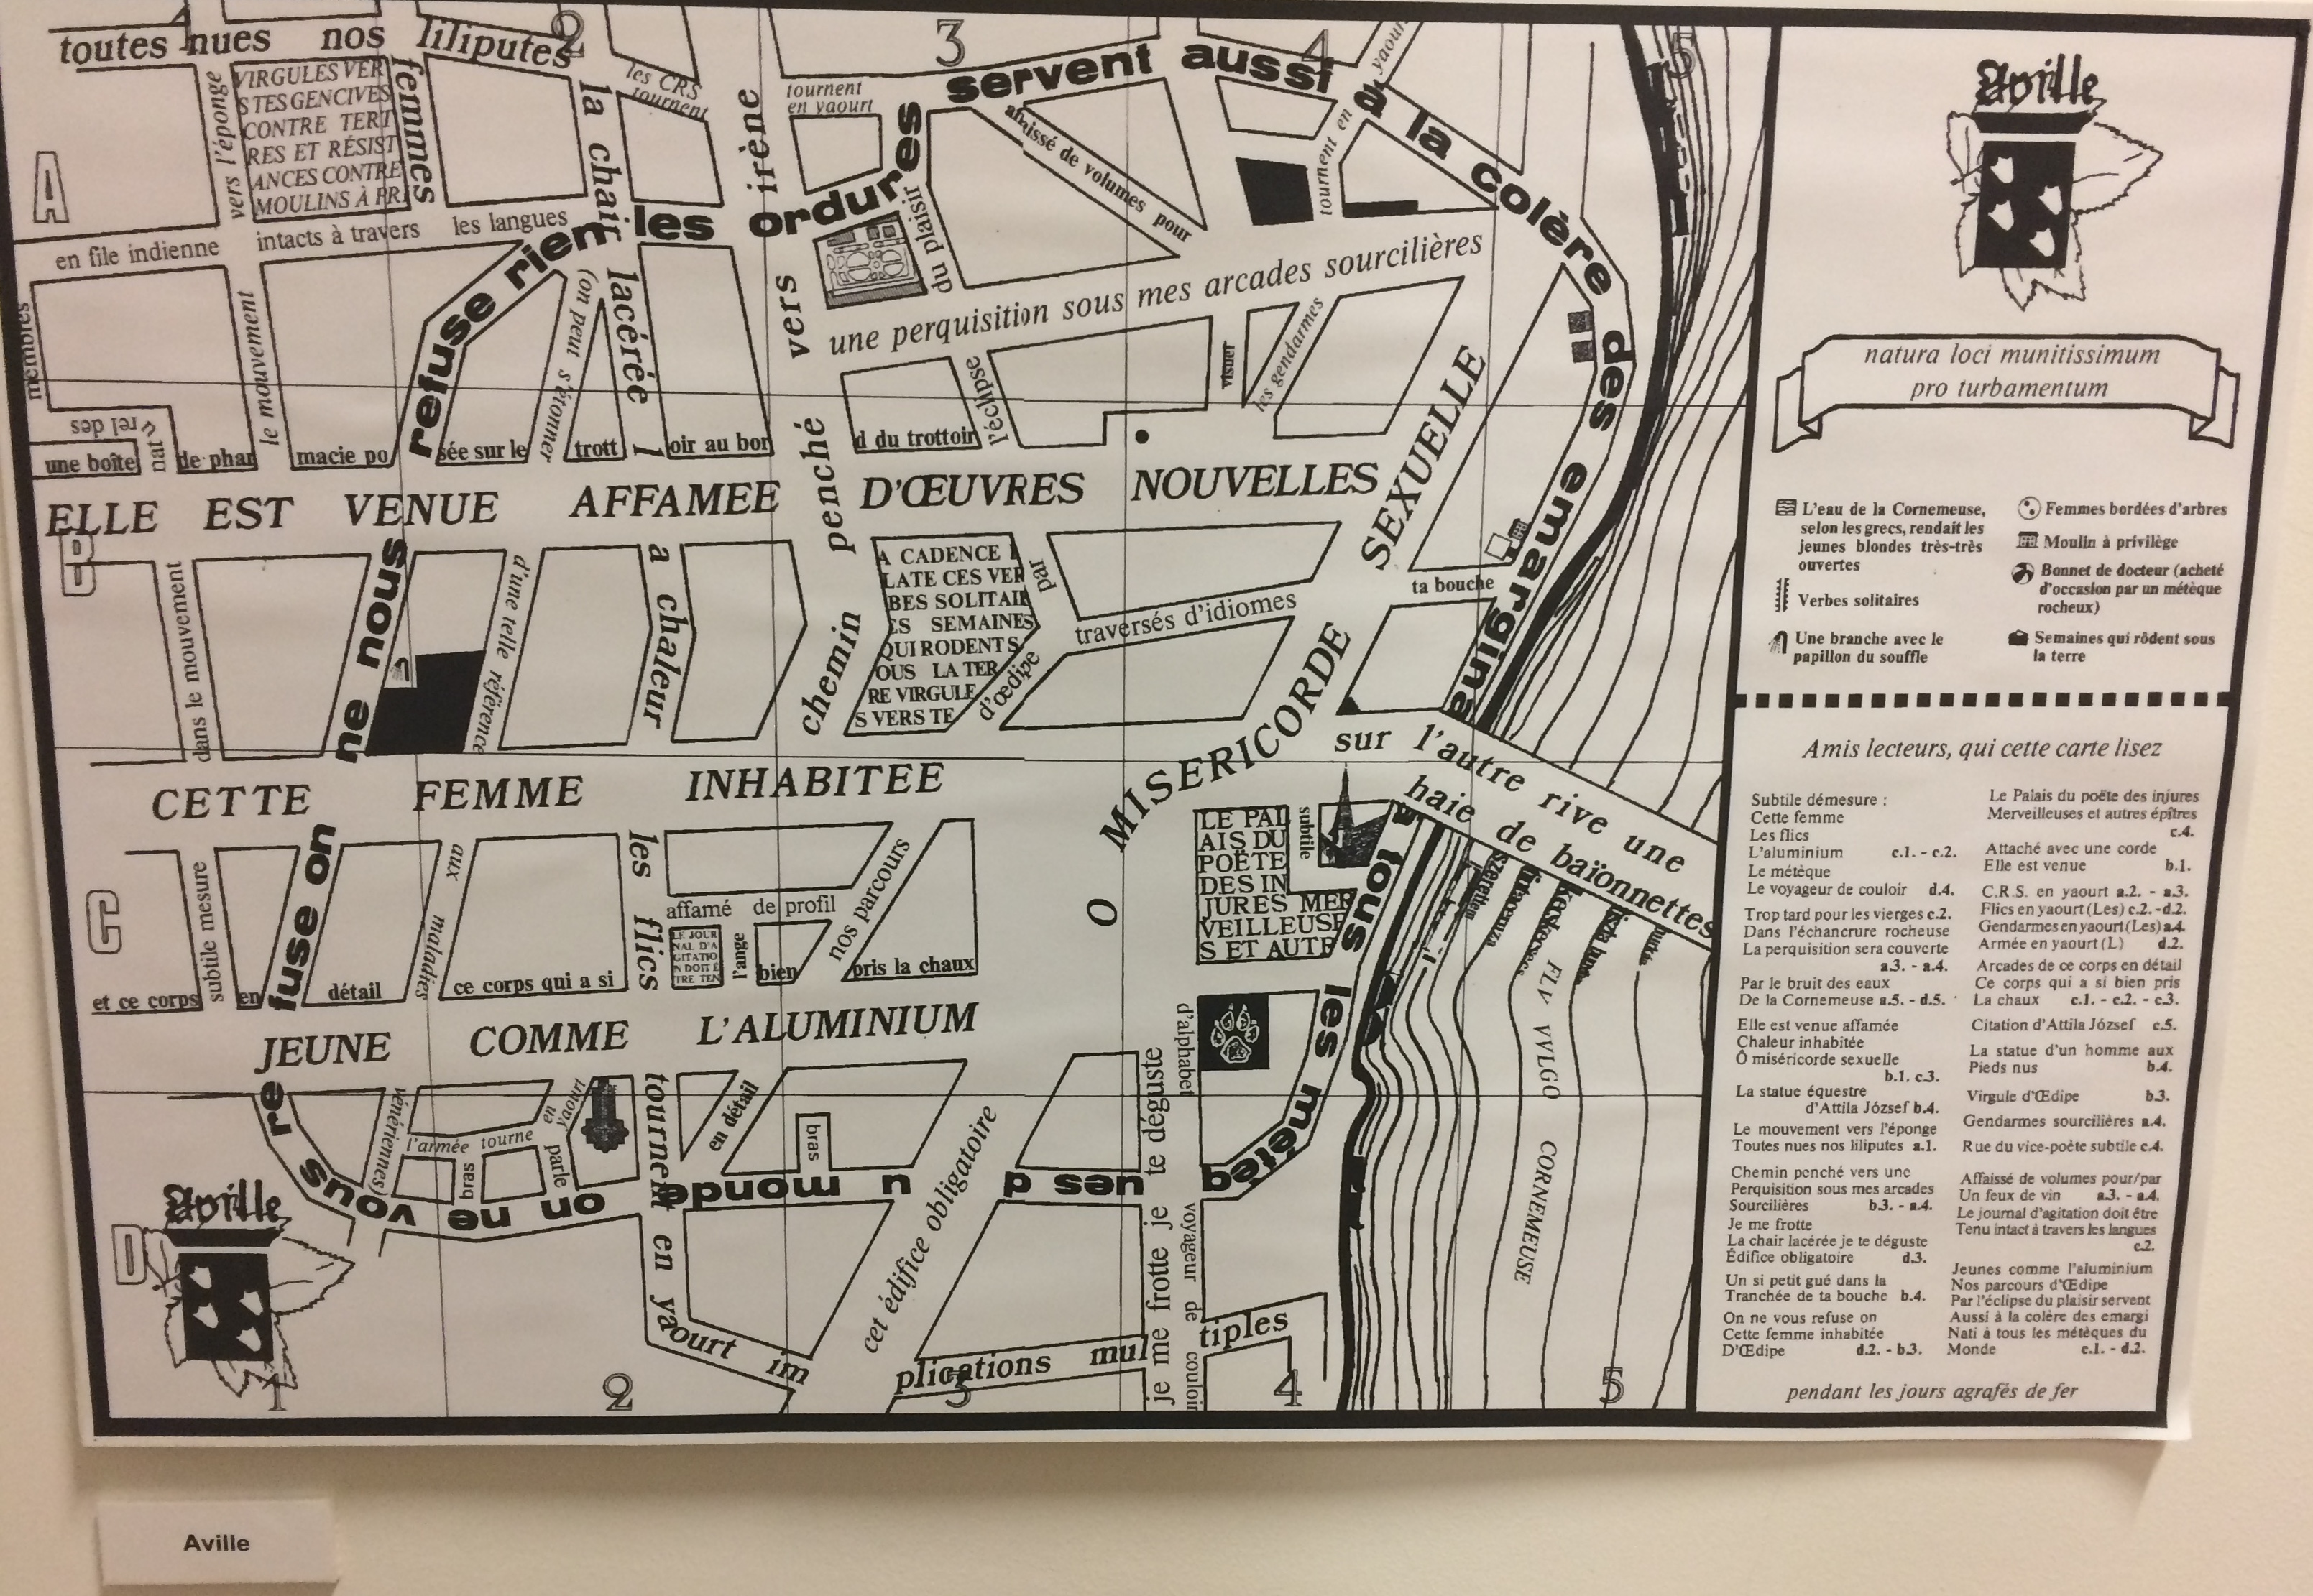 toutes nues nos liliputes
1
2
3
4
5
A
B
C
D
vers l'éponge
VIRGULES VER
S TES GENCIVES
CONTRE TERT
RES ET RÉSIST
ANCES CONTRE
MOULINS À PR
femmes
la chair lacérée
les CRS
tournent
irène
tournent
en yaourt
servent aussi à la colère des emargina
les ordures
du plaisir
affaissé de volumes pour
tournent en
yaourt
en file indienne
intacts à travers
les langues
membres
le mouvement
refuse rien
(on peut s'étonner
vers
une perquisition sous mes arcades sourcilières
l'éclipse
les gendarmes
SEXUELLE
une boîte
de phar
macie po
sée sur le
trott
oir au bor
d du trottoir
penché
ELLE EST VENUE AFFAMEE D'ŒUVRES NOUVELLES
dans le mouvement
ne nous
d'une telle référence
a chaleur
chemin
A CADENCE
LATE CES VER
BES SOLITAI
ES SEMAINES
QUI RODENT S
OUS LA TER
RE VIRGULE
S VERS TE
par
d'œdipe
traversés d'idiomes
ta bouche
O MISERICORDE
sur l'autre rive une
haie de baïonnettes
CETTE FEMME INHABITEE
subtile mesure
fuse on
aux maladies
les flics
affamé de profil
nos parcours
LE JOUR
NAL D'A
GITATIO
N DOIT E
TRE TEN
l'ange
bien
pris la chaux
et ce corps
en
détail
ce corps qui a si
LE PAL
AIS DU
POËTE
DES IN
JURES MER
VEILLEUSE
S ET AUTR
subtile
à tous les métèq
JEUNE COMME L'ALUMINIUM
re
vénériennes)
l'armée tourne
en
yaourt
bras
parle
tournent en yaourt im
en détail
bras
cet édifice obligatoire
d'alphabet
je me frotte je te déguste
voyageur de couloir
ues d
u monde
on ne vous
plications mul
tiples
FLV VVLGO CORNEMEUSE
Aville
1
2
3
4
5
Aville
natura loci munitissimum
pro turbamentum
L'eau de la Cornemeuse,
selon les grecs, rendait les
jeunes blondes très-très
ouvertes
Verbes solitaires
Une branche avec le
papillon du souffle
Femmes bordées d'arbres
Moulin à privilège
Bonnet de docteur (acheté
d'occasion par un métèque
rocheux)
Semaines qui rôdent sous
la terre
Amis lecteurs, qui cette carte lisez
Subtile démesure :
Cette femme
Les flics
L'aluminium c.1. - c.2.
Le métèque
Le voyageur de couloir d.4.
Trop tard pour les vierges c.2.
Dans l'échancrure rocheuse
La perquisition sera couverte
a.3. - a.4.
Par le bruit des eaux
De la Cornemeuse a.5. - d.5.
Elle est venue affamée
Chaleur inhabitée
Ô miséricorde sexuelle
b.1. c.3.
La statue équestre
d'Attila József b.4.
Le mouvement vers l'éponge
Toutes nues nos liliputes a.1.
Chemin penché vers une
Perquisition sous mes arcades
Sourcilières b.3. - a.4.
Je me frotte
La chair lacérée je te déguste
Édifice obligatoire d.3.
Un si petit gué dans la
Tranchée de ta bouche b.4.
On ne vous refuse on
Cette femme inhabitée
D'Œdipe d.2. - b.3.
Le Palais du poëte des injures
Merveilleuses et autres épîtres
c.4.
Attaché avec une corde
Elle est venue b.1.
C.R.S. en yaourt a.2. - a.3.
Flics en yaourt (Les) c.2. -d.2.
Gendarmes en yaourt (Les) a.4.
Armée en yaourt (L) d.2.
Arcades de ce corps en détail
Ce corps qui a si bien pris
La chaux c.1. - c.2. - c.3.
Citation d'Attila József c.5.
La statue d'un homme aux
Pieds nus b.4.
Virgule d'Œdipe b.3.
Gendarmes sourcilières a.4.
Rue du vice-poète subtile c.4.
Affaissé de volumes pour/par
Un feux de vin a.3. - a.4.
Le journal d'agitation doit être
Tenu intact à travers les langues
c.2.
Jeunes comme l'aluminium
Nos parcours d'Œdipe
Par l'éclipse du plaisir servent
Aussi à la colère des emargi
Nati à tous les métèques du
Monde c.1. - d.2.
pendant les jours agrafés de fer
Aville